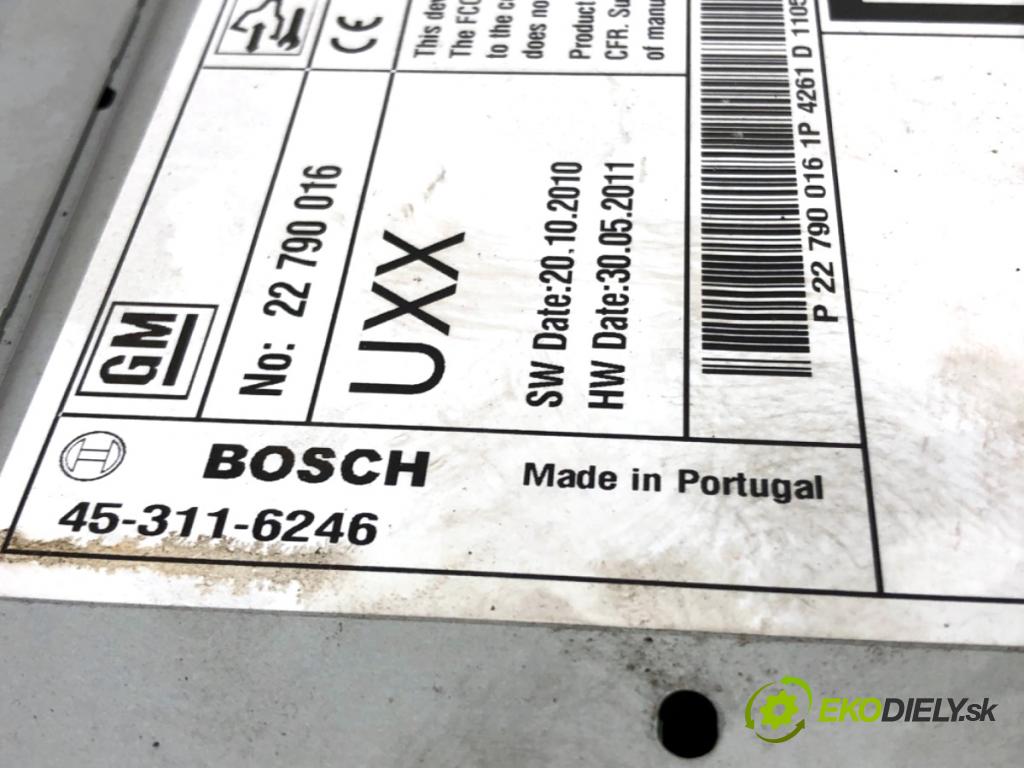 This dev
The FCC
to the c
does no
Product
CFR. Su
of manu
CE
GM
No: 22 790 016
UXX
SW Date:20.10.2010
HW Date:30.05.2011
P 22 790 016 1P 4261 D 1105
BOSCH
Made in Portugal
45-311-6246
EKODIELY.sk